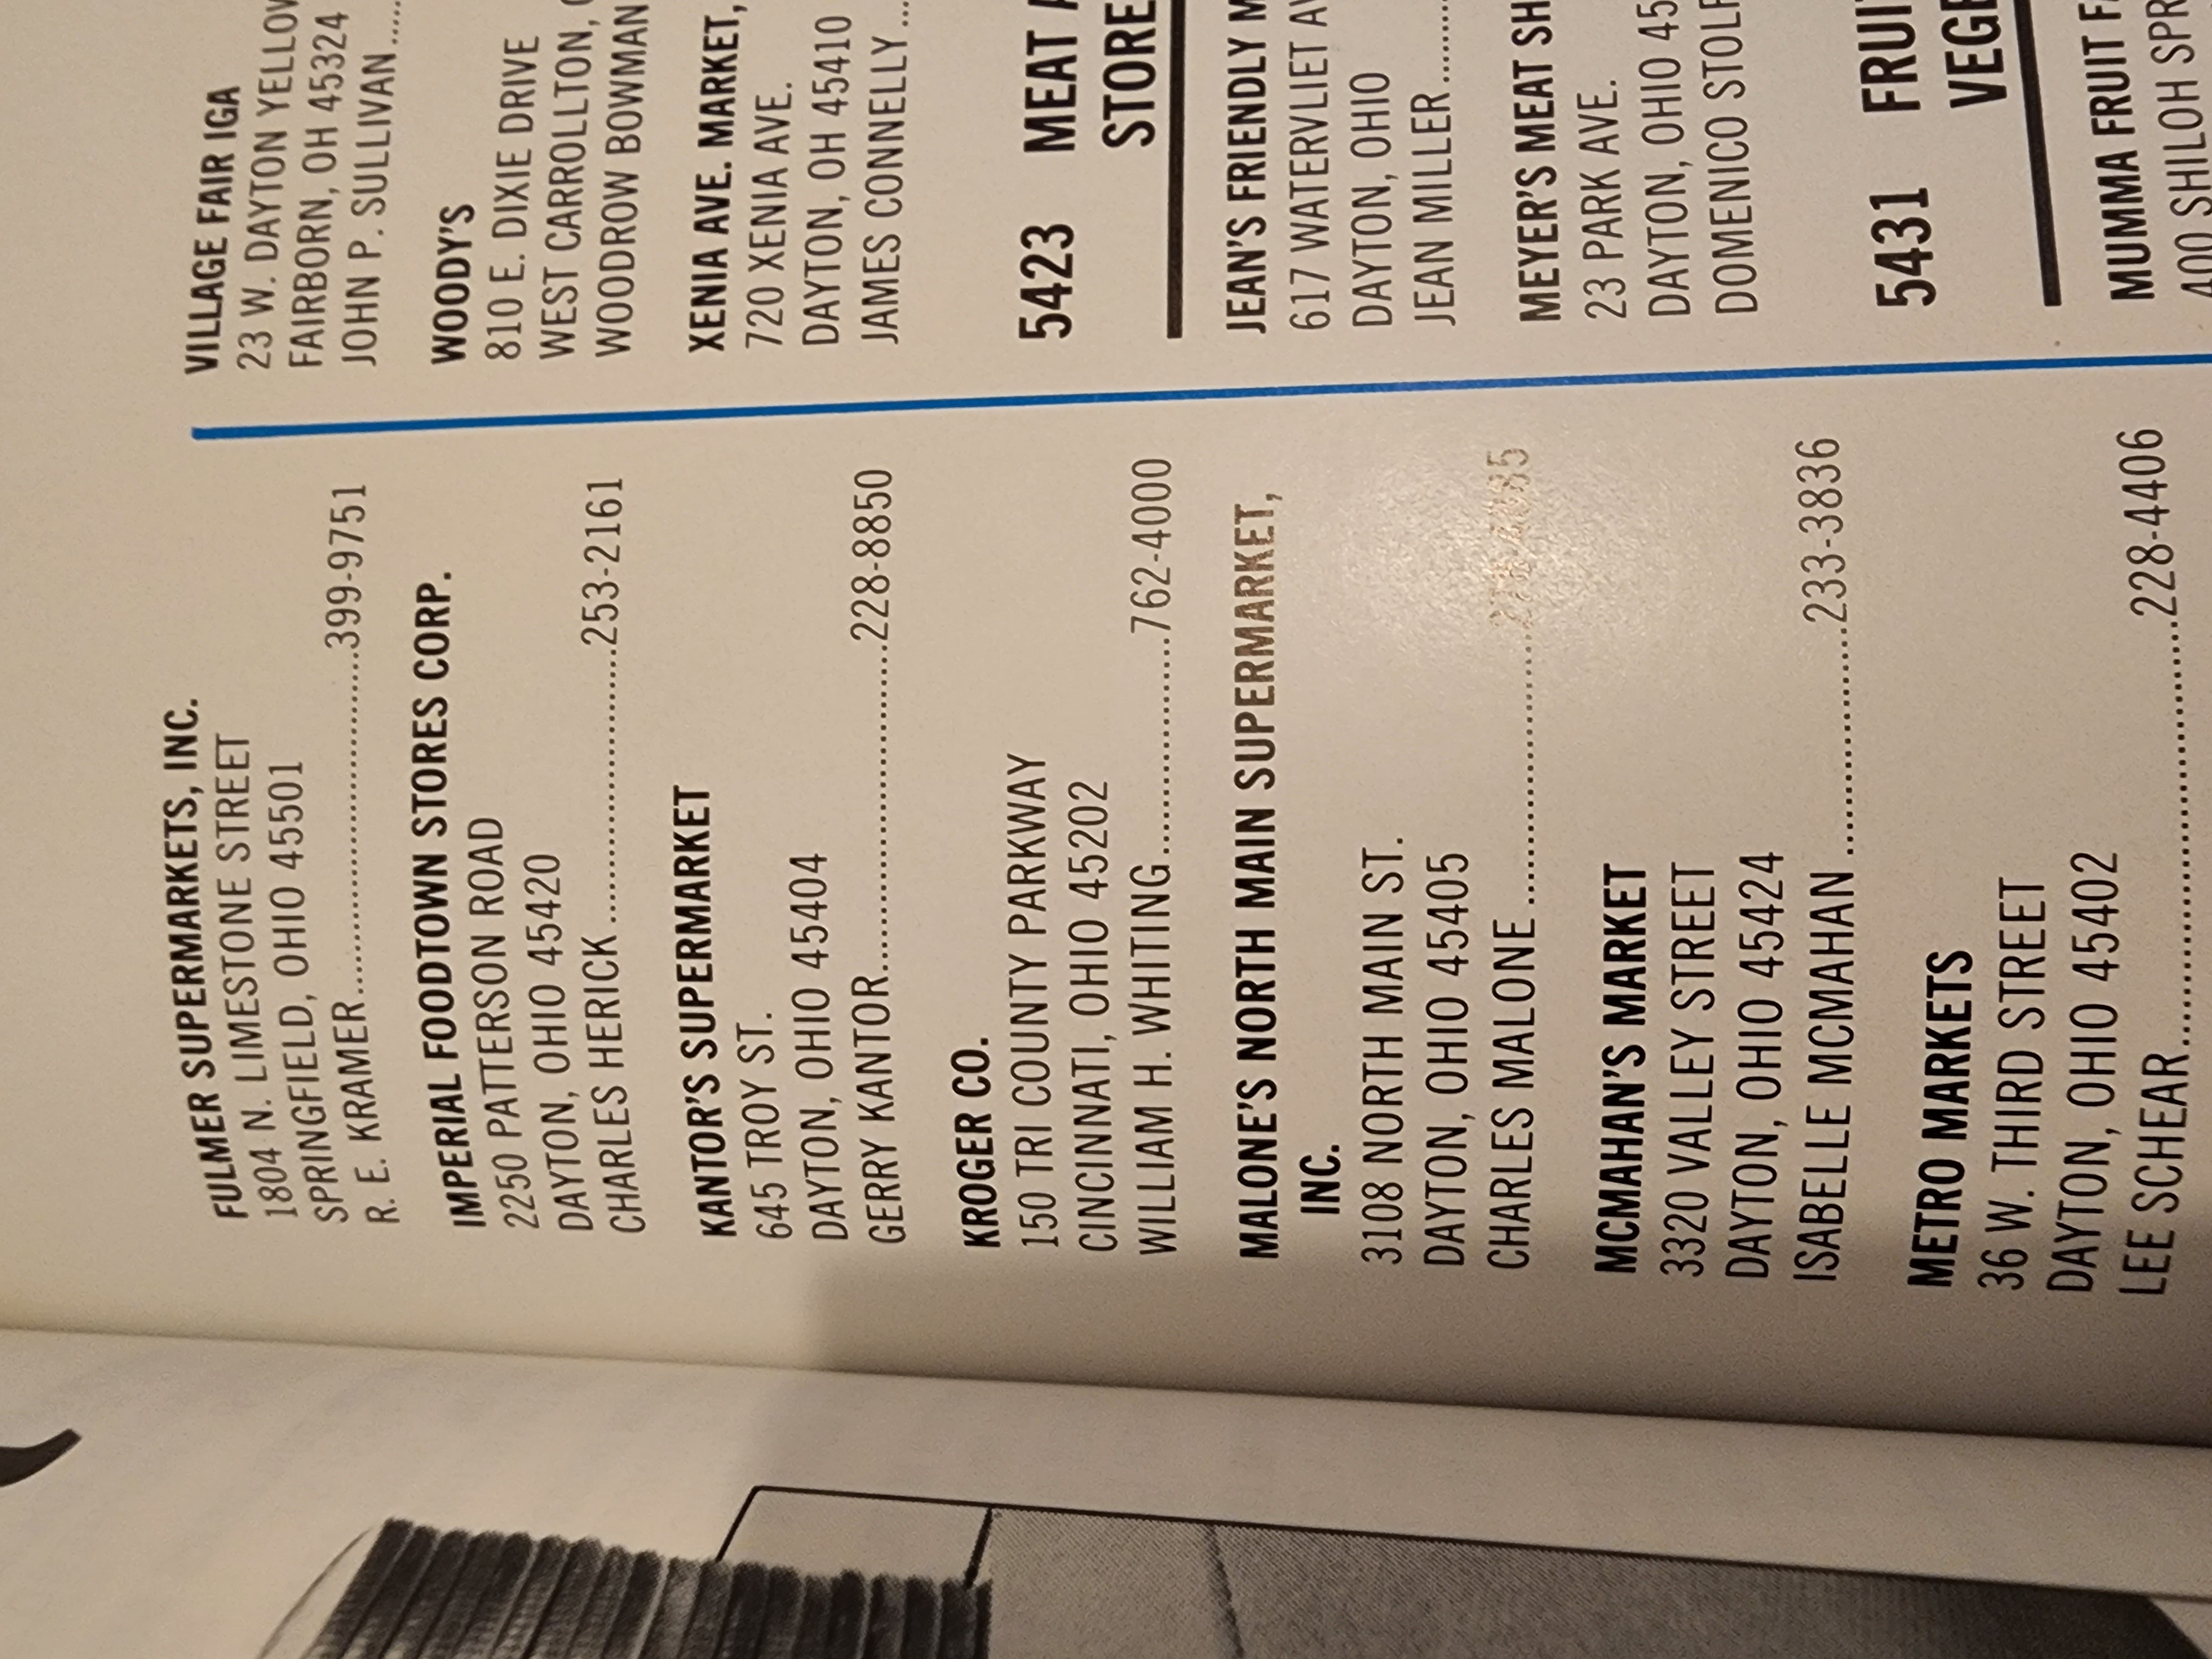 FULMER SUPERMARKETS, INC.
1804 N. LIMESTONE STREET
SPRINGFIELD, OHIO 45501
R. E. KRAMER..............................399-9751
IMPERIAL FOODTOWN STORES CORP.
2250 PATTERSON ROAD
DAYTON, OHIO 45420
CHARLES HERICK........................253-2161
KANTOR'S SUPERMARKET
645 TROY ST.
DAYTON, OHIO 45404
GERRY KANTOR............................228-8850
KROGER CO.
150 TRI COUNTY PARKWAY
CINCINNATI, OHIO 45202
WILLIAM H. WHITING...................762-4000
MALONE'S NORTH MAIN SUPERMARKET,
INC.
3108 NORTH MAIN ST.
DAYTON, OHIO 45405
CHARLES MALONE.......................
MCMAHAN'S MARKET
3320 VALLEY STREET
DAYTON, OHIO 45424
ISABELLE MCMAHAN...................233-3836
METRO MARKETS
36 W. THIRD STREET
DAYTON, OHIO 45402
LEE SCHEAR.................................228-4406
VILLAGE FAIR IGA
23 W. DAYTON YELLOW
FAIRBORN, OH 45324
JOHN P. SULLIVAN.....
WOODY'S
810 E. DIXIE DRIVE
WEST CARROLLTON,
WOODROW BOWMAN
XENIA AVE. MARKET,
720 XENIA AVE.
DAYTON, OH 45410
JAMES CONNELLY...
5423 MEAT
STORE
JEAN'S FRIENDLY
617 WATERVLIET
DAYTON, OHIO
JEAN MILLER........
MEYER'S MEAT
23 PARK AVE.
DAYTON, OHIO
DOMENICO
5431
MUMMA FRUIT
400 SHILOH